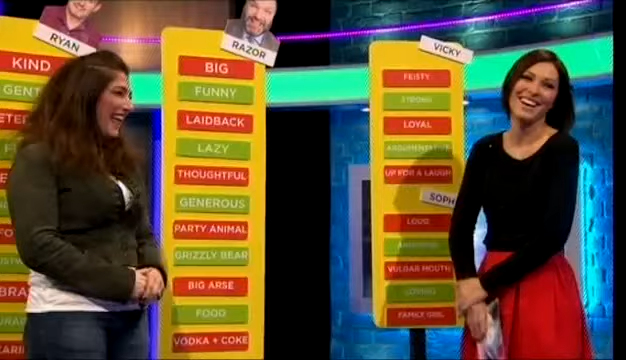 RYAN
KIND
RAZOR
BIG
FUNNY
LAIDBACK
LAZY
THOUGHTFUL
GENEROUS
PARTY ANIMAL
GRIZZLY BEAR
BIG ARSE
FOOD
VODKA + COKE
VICKY
FEISTY
STRONG
LOYAL
ARGUMENTATIVE
UP FOR A LAUGH
SOPH
LOUD
VULGAR MOUTH
LOVING
FAMILY GIRL